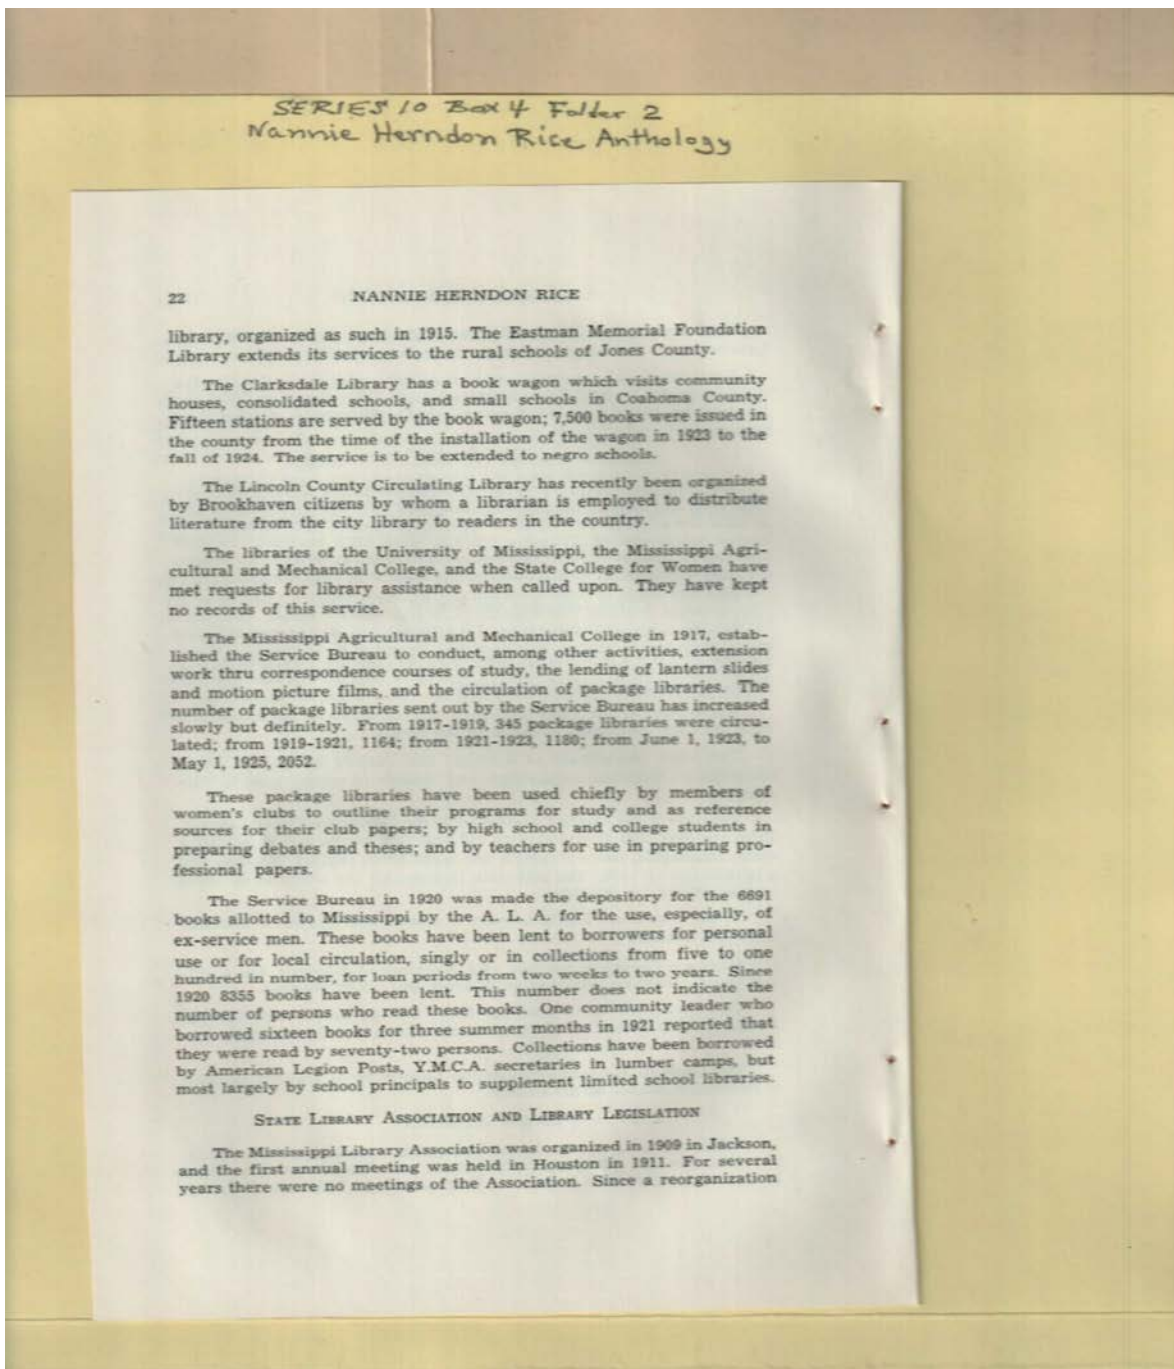 SERIES 10 Box 4 Folder 2
Nannie Herndon Rice Anthology
22 NANNIE HERNDON RICE
library, organized as such in 1915. The Eastman Memorial Foundation
Library extends its services to the rural schools of Jones County.
The Clarksdale Library has a book wagon which visits community
houses, consolidated schools, and small schools in Coahoma County.
Fifteen stations are served by the book wagon; 7,500 books were issued in
the county from the time of the installation of the wagon in 1923 to the
fall of 1924. The service is to be extended to negro schools.
The Lincoln County Circulating Library has recently been organized
by Brookhaven citizens by whom a librarian is employed to distribute
literature from the city library to readers in the country.
The libraries of the University of Mississippi, the Mississippi Agri-
cultural and Mechanical College, and the State College for Women have
met requests for library assistance when called upon. They have kept
no records of this service.
The Mississippi Agricultural and Mechanical College in 1917, estab-
lished the Service Bureau to conduct, among other activities, extension
work thru correspondence courses of study, the lending of lantern slides
and motion picture films, and the circulation of package libraries. The
number of package libraries sent out by the Service Bureau has increased
slowly but definitely. From 1917-1919, 345 package libraries were circu-
lated; from 1919-1921, 1164; from 1921-1923, 1180; from June 1, 1923, to
May 1, 1925, 2052.
These package libraries have been used chiefly by members of
women's clubs to outline their programs for study and as reference
sources for their club papers; by high school and college students in
preparing debates and theses; and by teachers for use in preparing pro-
fessional papers.
The Service Bureau in 1920 was made the depository for the 6691
books allotted to Mississippi by the A. L. A. for the use, especially, of
ex-service men. These books have been lent to borrowers for personal
use or for local circulation, singly or in collections from five to one
hundred in number, for loan periods from two weeks to two years. Since
1920 8355 books have been lent. This number does not indicate the
number of persons who read these books. One community leader who
borrowed sixteen books for three summer months in 1921 reported that
they were read by seventy-two persons. Collections have been borrowed
by American Legion Posts, Y.M.C.A. secretaries in lumber camps, but
most largely by school principals to supplement limited school libraries.
STATE LIBRARY ASSOCIATION AND LIBRARY LEGISLATION
The Mississippi Library Association was organized in 1909 in Jackson,
and the first annual meeting was held in Houston in 1911. For several
years there were no meetings of the Association. Since a reorganization